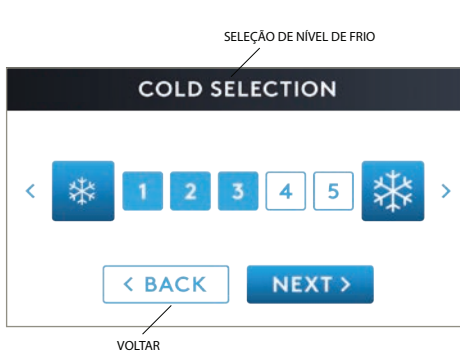 SELEÇÃO DE NÍVEL DE FRIO
COLD SELECTION
< 1 2 3 4 5 >
< BACK NEXT >
VOLTAR